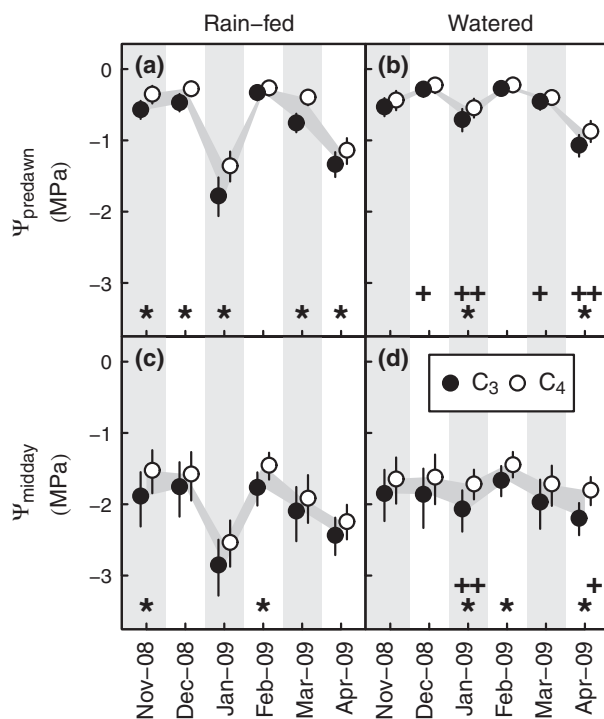 Rain–fed Watered
(a) (b)
0
−1
−2
−3
Ψpredawn
(MPa)
+ ++ + ++
* * * * * * *
(c) (d)
C3 C4
−1
−2
−3
Ψmidday
(MPa)
++ +
* * * * *
Nov−08 Dec−08 Jan−09 Feb−09 Mar−09 Apr−09 Nov−08 Dec−08 Jan−09 Feb−09 Mar−09 Apr−09